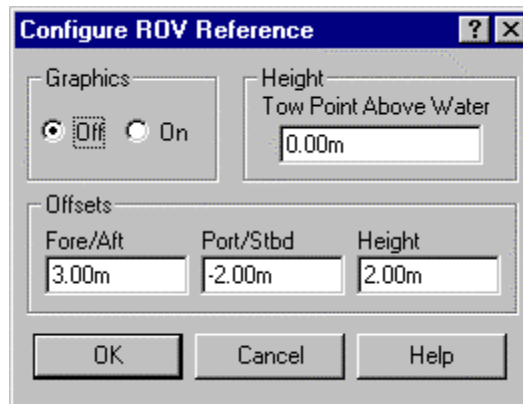 Configure ROV Reference
Graphics
Off On
Height
Tow Point Above Water
0.00m
Offsets
Fore/Aft Port/Stbd Height
3.00m -2.00m 2.00m
OK Cancel Help